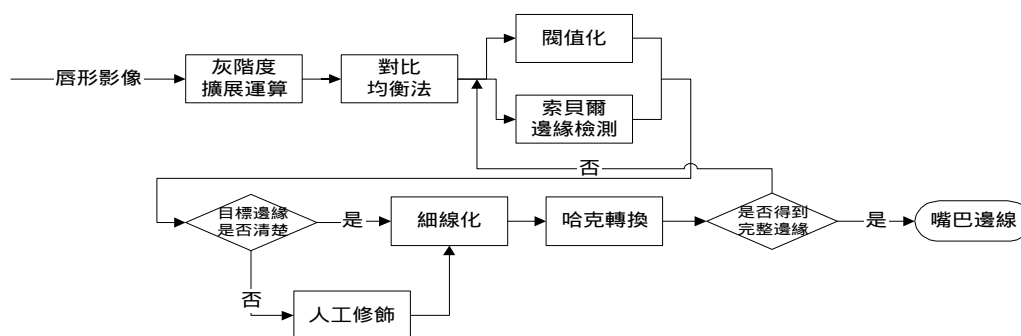 唇形影像
灰階度
擴展運算
對比
均衡法
閥值化
索貝爾
邊緣檢測
否
目標邊緣
是否清楚
是
細線化
哈克轉換
是否得到
完整邊緣
是
嘴巴邊線
否
人工修飾